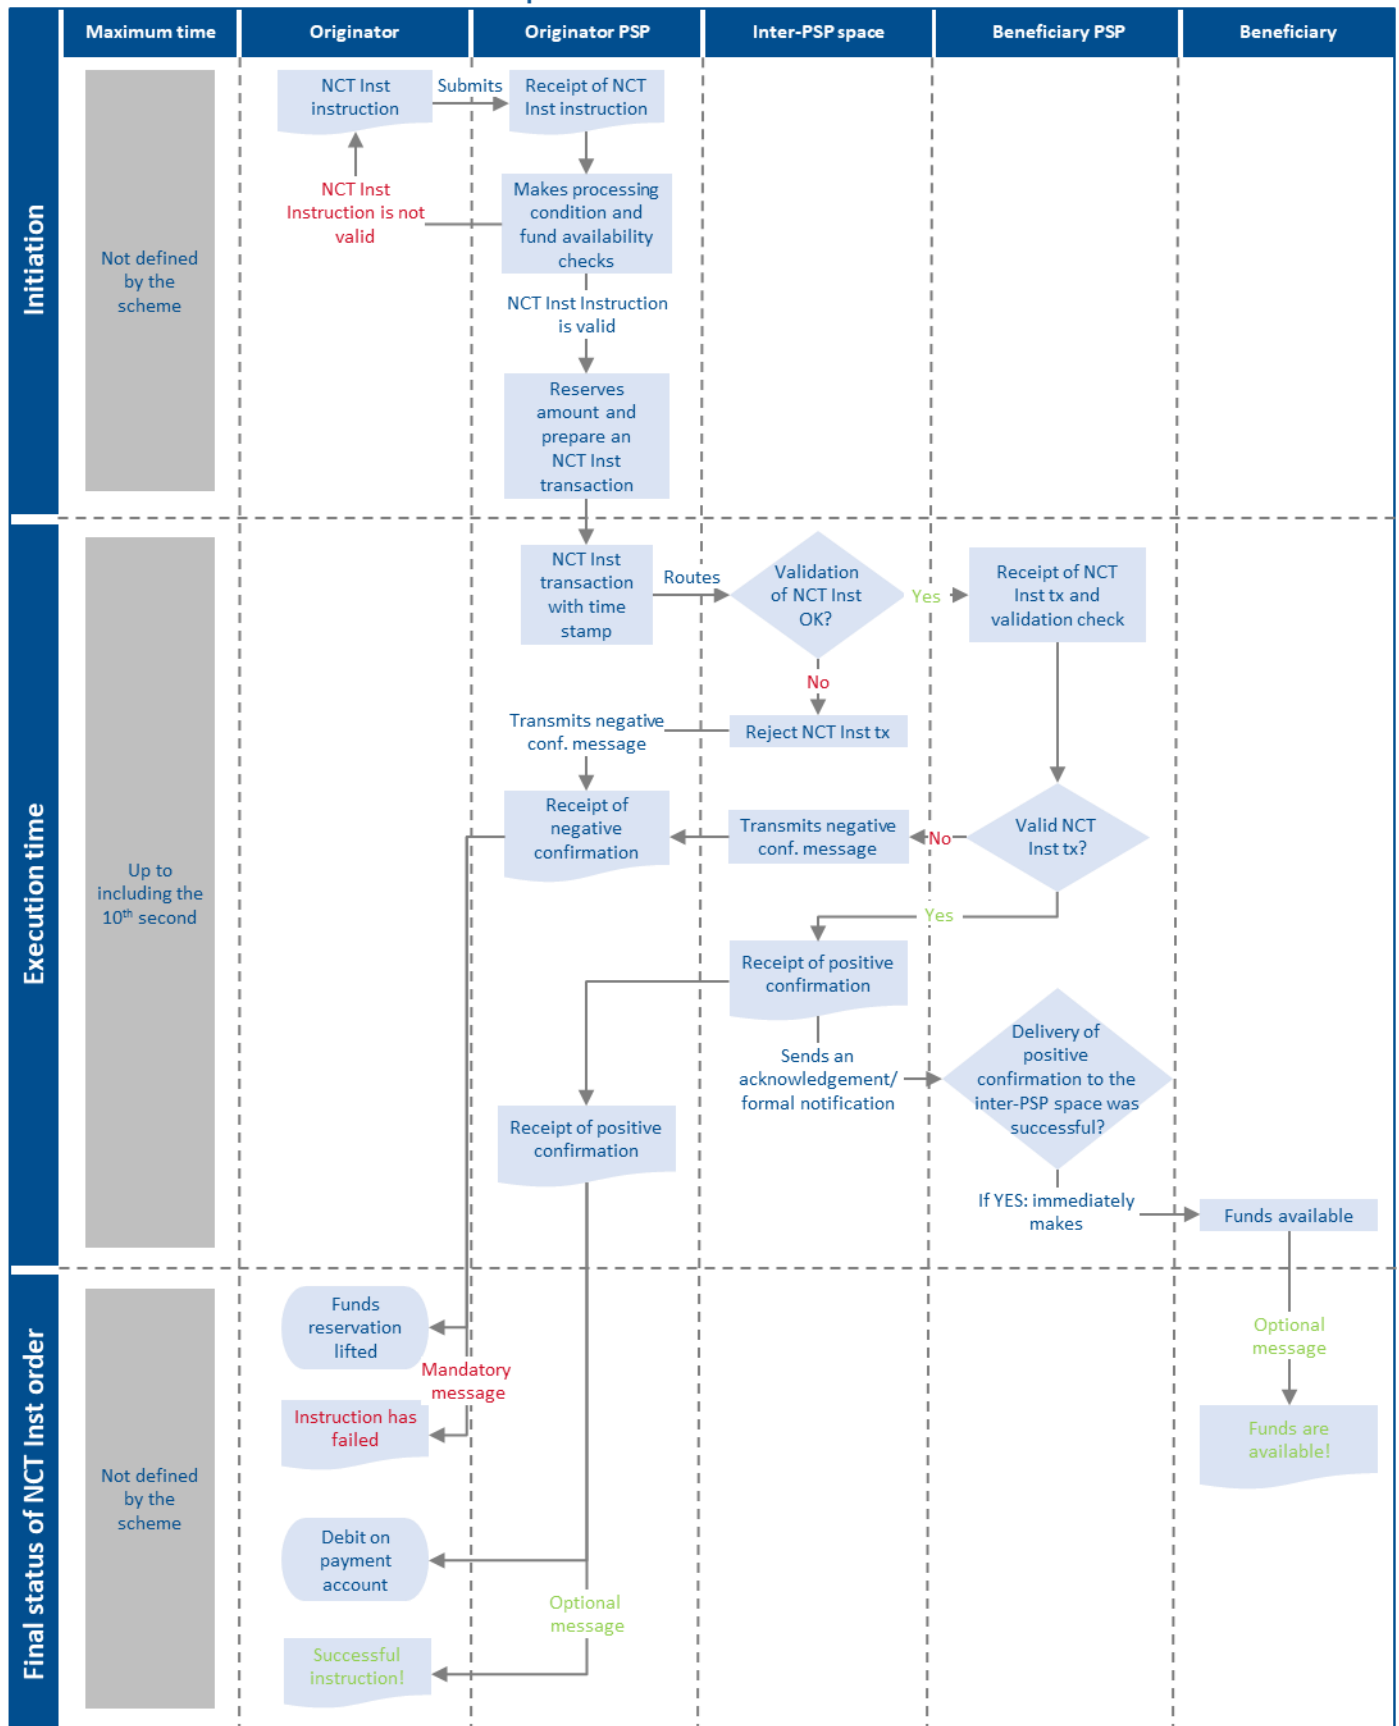 Maximum time
Originator
Originator PSP
Inter-PSP space
Beneficiary PSP
Beneficiary
Initiation
Not defined
by the
scheme
NCT Inst
instruction
Submits
Receipt of NCT
Inst instruction
NCT Inst
Instruction is not
valid
Makes processing
condition and
fund availability
checks
NCT Inst Instruction
is valid
Reserves
amount and
prepare an
NCT Inst
transaction
Execution time
Up to
including the
10th second
NCT Inst
transaction
with time
stamp
Routes
Validation
of NCT Inst
OK?
Yes
Receipt of NCT
Inst tx and
validation check
No
Reject NCT Inst tx
Transmits negative
conf. message
Receipt of
negative
confirmation
Transmits negative
conf. message
No
Valid NCT
Inst tx?
Yes
Receipt of positive
confirmation
Sends an
acknowledgement/
formal notification
Delivery of
positive
confirmation to the
inter-PSP space was
successful?
Receipt of positive
confirmation
If YES: immediately
makes
Funds available
Final status of NCT Inst order
Not defined
by the
scheme
Funds
reservation
lifted
Mandatory
message
Instruction has
failed
Debit on
payment
account
Optional
message
Successful
instruction!
Optional
message
Funds are
available!